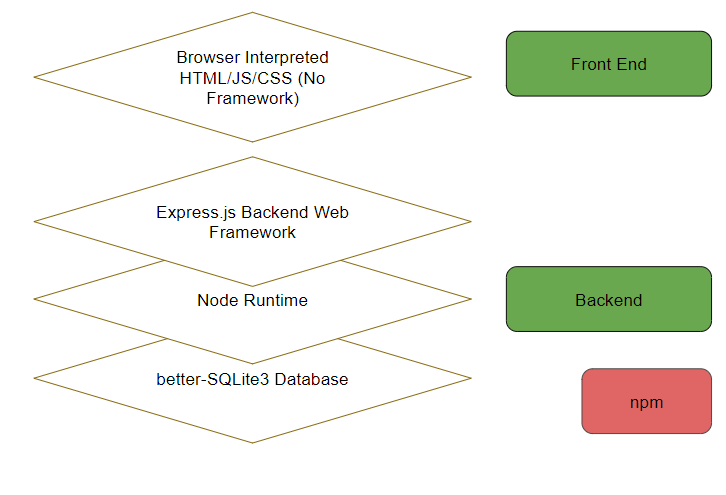 Browser Interpreted
HTML/JS/CSS (No
Framework)
Front End
Express.js Backend Web
Framework
Node Runtime
Backend
better-SQLite3 Database
npm